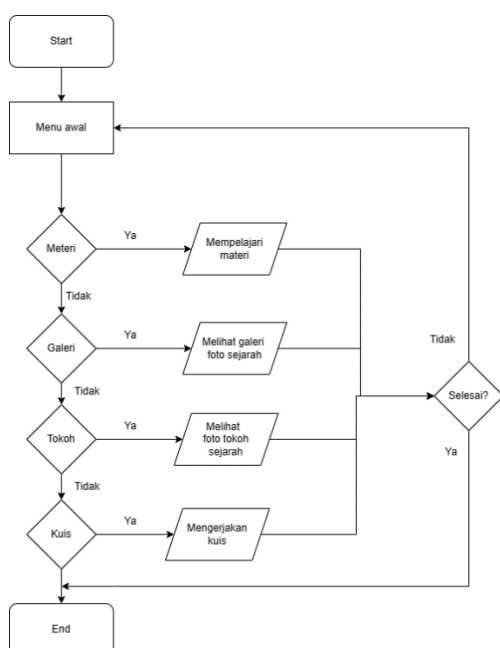 Start
Menu awal
Meteri
Ya
Mempelajari
materi
Tidak
Galeri
Ya
Melihat galeri
foto sejarah
Tidak
Selesai?
Tidak
Ya
Tokoh
Ya
Melihat
foto tokoh
sejarah
Tidak
Kuis
Ya
Mengerjakan
kuis
End